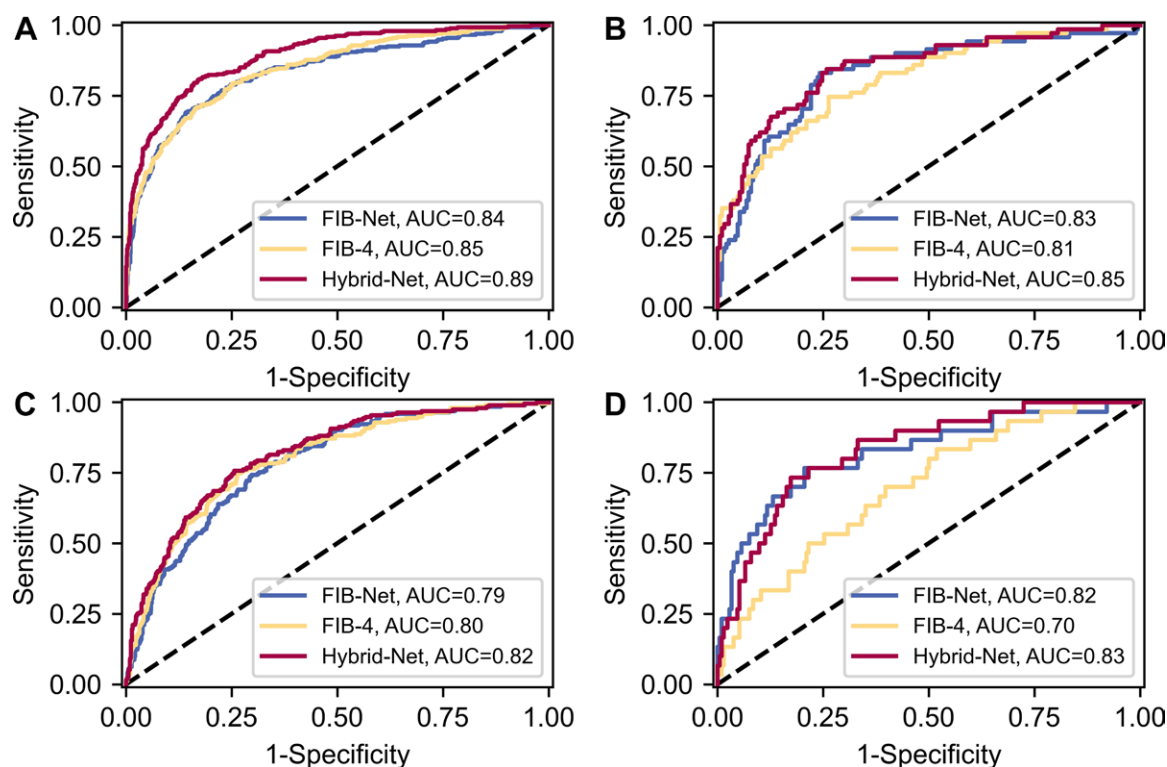 A
1.00
0.75
0.50
0.25
0.00
Sensitivity
FIB-Net, AUC=0.84
FIB-4, AUC=0.85
Hybrid-Net, AUC=0.89
0.00 0.25 0.50 0.75 1.00
1-Specificity
B
1.00
0.75
0.50
0.25
0.00
Sensitivity
FIB-Net, AUC=0.83
FIB-4, AUC=0.81
Hybrid-Net, AUC=0.85
0.00 0.25 0.50 0.75 1.00
1-Specificity
C
1.00
0.75
0.50
0.25
0.00
Sensitivity
FIB-Net, AUC=0.79
FIB-4, AUC=0.80
Hybrid-Net, AUC=0.82
0.00 0.25 0.50 0.75 1.00
1-Specificity
D
1.00
0.75
0.50
0.25
0.00
Sensitivity
FIB-Net, AUC=0.82
FIB-4, AUC=0.70
Hybrid-Net, AUC=0.83
0.00 0.25 0.50 0.75 1.00
1-Specificity